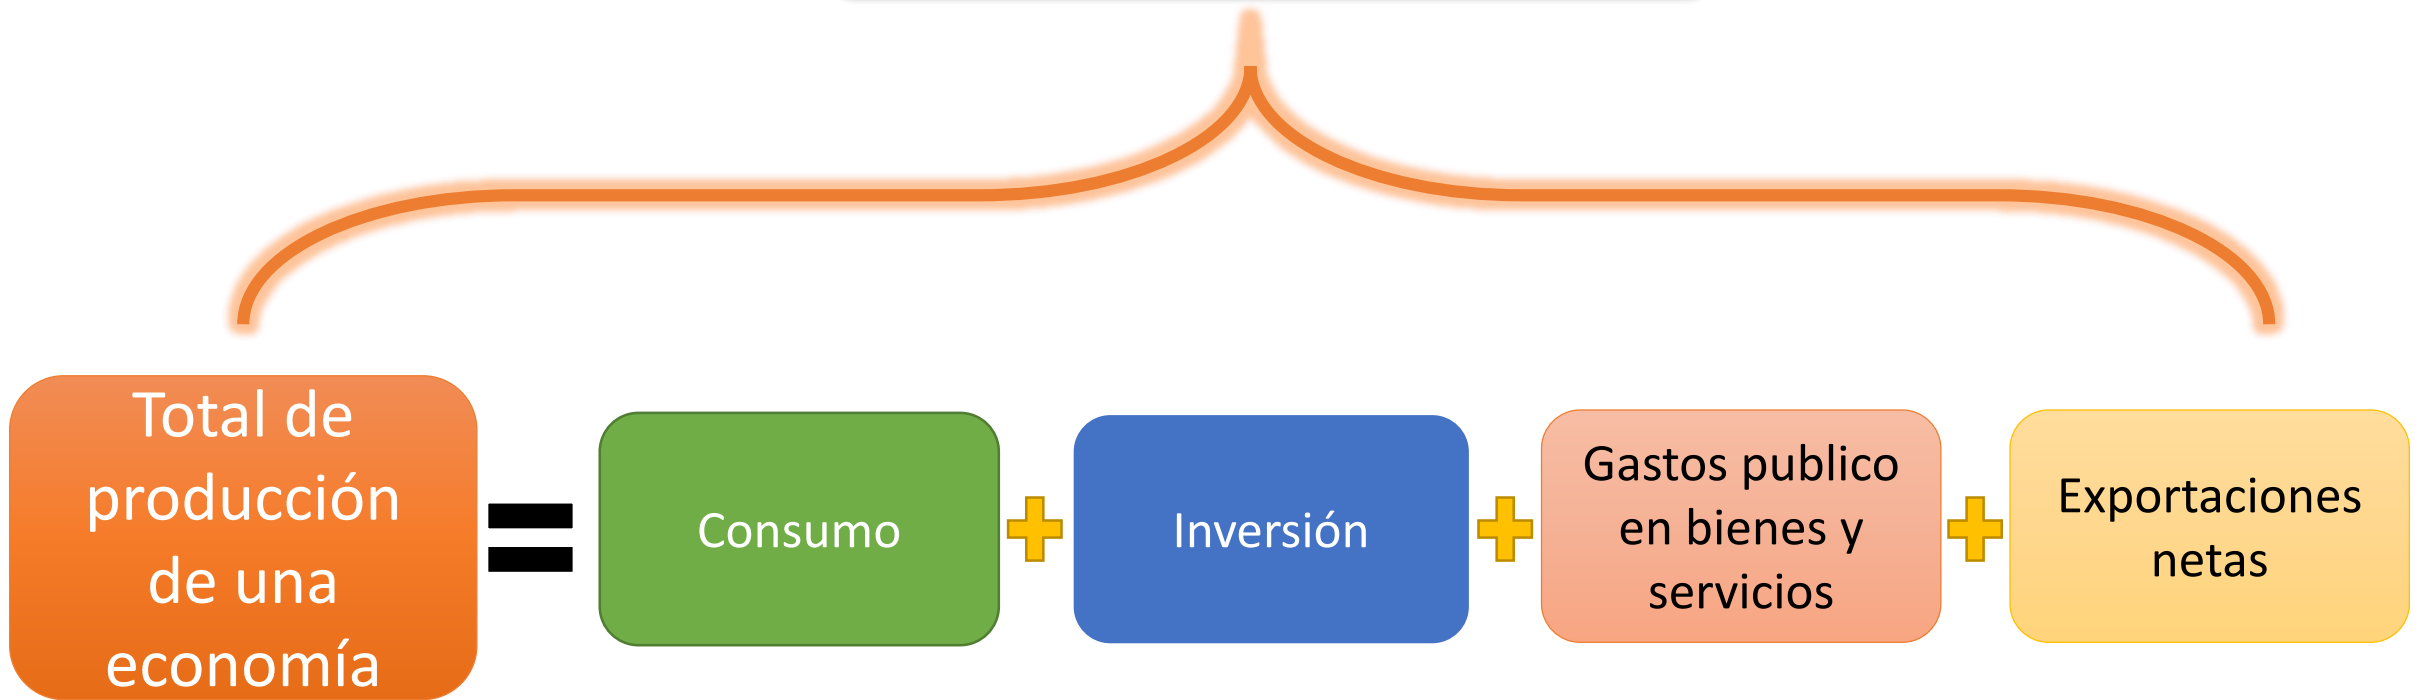 Total de
producción
de una
economía
Consumo
Inversión
Gastos publico
en bienes y
servicios
Exportaciones
netas